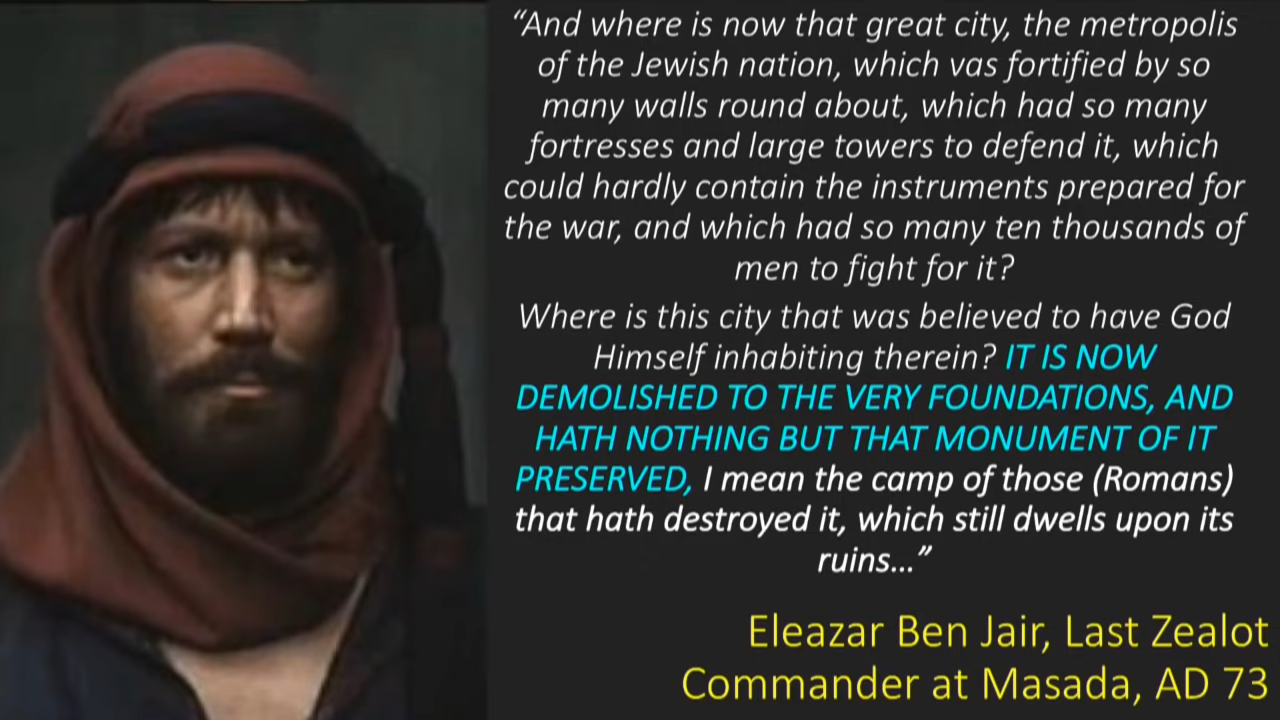 “And where is now that great city, the metropolis
of the Jewish nation, which vas fortified by so
many walls round about, which had so many
fortresses and large towers to defend it, which
could hardly contain the instruments prepared for
the war, and which had so many ten thousands of
men to fight for it?
Where is this city that was believed to have God
Himself inhabiting therein? IT IS NOW
DEMOLISHED TO THE VERY FOUNDATIONS, AND
HATH NOTHING BUT THAT MONUMENT OF IT
PRESERVED, I mean the camp of those (Romans)
that hath destroyed it, which still dwells upon its
ruins...”
Eleazar Ben Jair, Last Zealot
Commander at Masada, AD 73